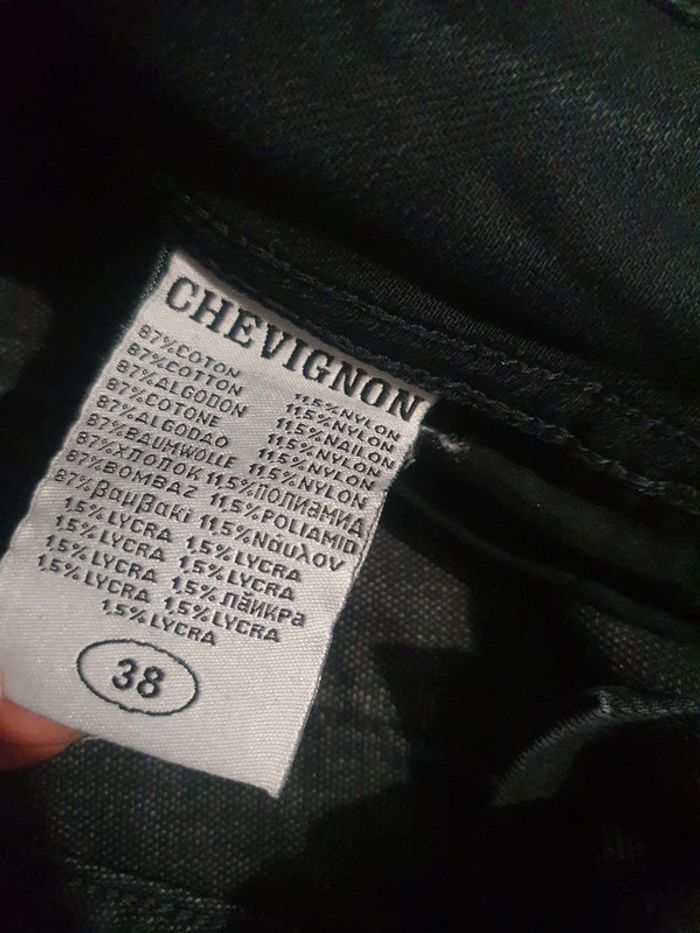 CHEVIGNON
87%COTON 11.5%NYLON
87%COTTON 11.5%NYLON
87%ALGODON 11.5%NAILON
87%COTONE 11.5%NYLON
87%ALGODAO 11.5%NYLON
87%BAUMWOLLE 11.5%NYLON
87%ХЛОПОК 11.5%ПОЛИАМИД
87%BOMBAZ 11.5%POLIAMID
87%βαμβακί 11.5%Νάυλον
1,5% LYCRA 1,5% LYCRA
1,5% LYCRA 1,5% LYCRA
1,5% LYCRA 1,5% ЛАЙКРА
1,5% LYCRA 1,5% LYCRA
1,5% LYCRA
38